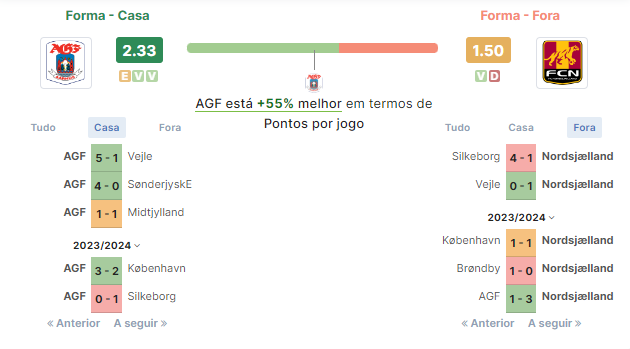 Forma - Casa
Forma - Fora
AGF
2.33
E V V
1.50
V D
FCN
AGF está +55% melhor em termos de
Pontos por jogo
Tudo Casa Fora
AGF 5 - 1 Vejle
AGF 4 - 0 SønderjyskE
AGF 1 - 1 Midtjylland
2023/2024
AGF 3 - 2 København
AGF 0 - 1 Silkeborg
« Anterior A seguir »
Tudo Casa Fora
Silkeborg 4 - 1 Nordsjælland
Vejle 0 - 1 Nordsjælland
2023/2024
København 1 - 1 Nordsjælland
Brøndby 1 - 0 Nordsjælland
AGF 1 - 3 Nordsjælland
« Anterior A seguir »